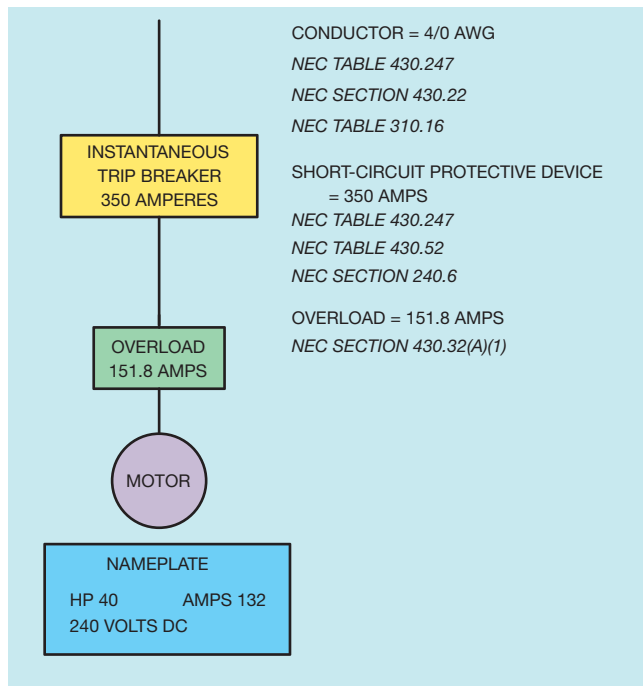 CONDUCTOR = 4/0 AWG
NEC TABLE 430.247
NEC SECTION 430.22
NEC TABLE 310.16
INSTANTANEOUS
TRIP BREAKER
350 AMPERES
SHORT-CIRCUIT PROTECTIVE DEVICE
= 350 AMPS
NEC TABLE 430.247
NEC TABLE 430.52
NEC SECTION 240.6
OVERLOAD
151.8 AMPS
OVERLOAD = 151.8 AMPS
NEC SECTION 430.32(A)(1)
MOTOR
NAMEPLATE
HP 40 AMPS 132
240 VOLTS DC